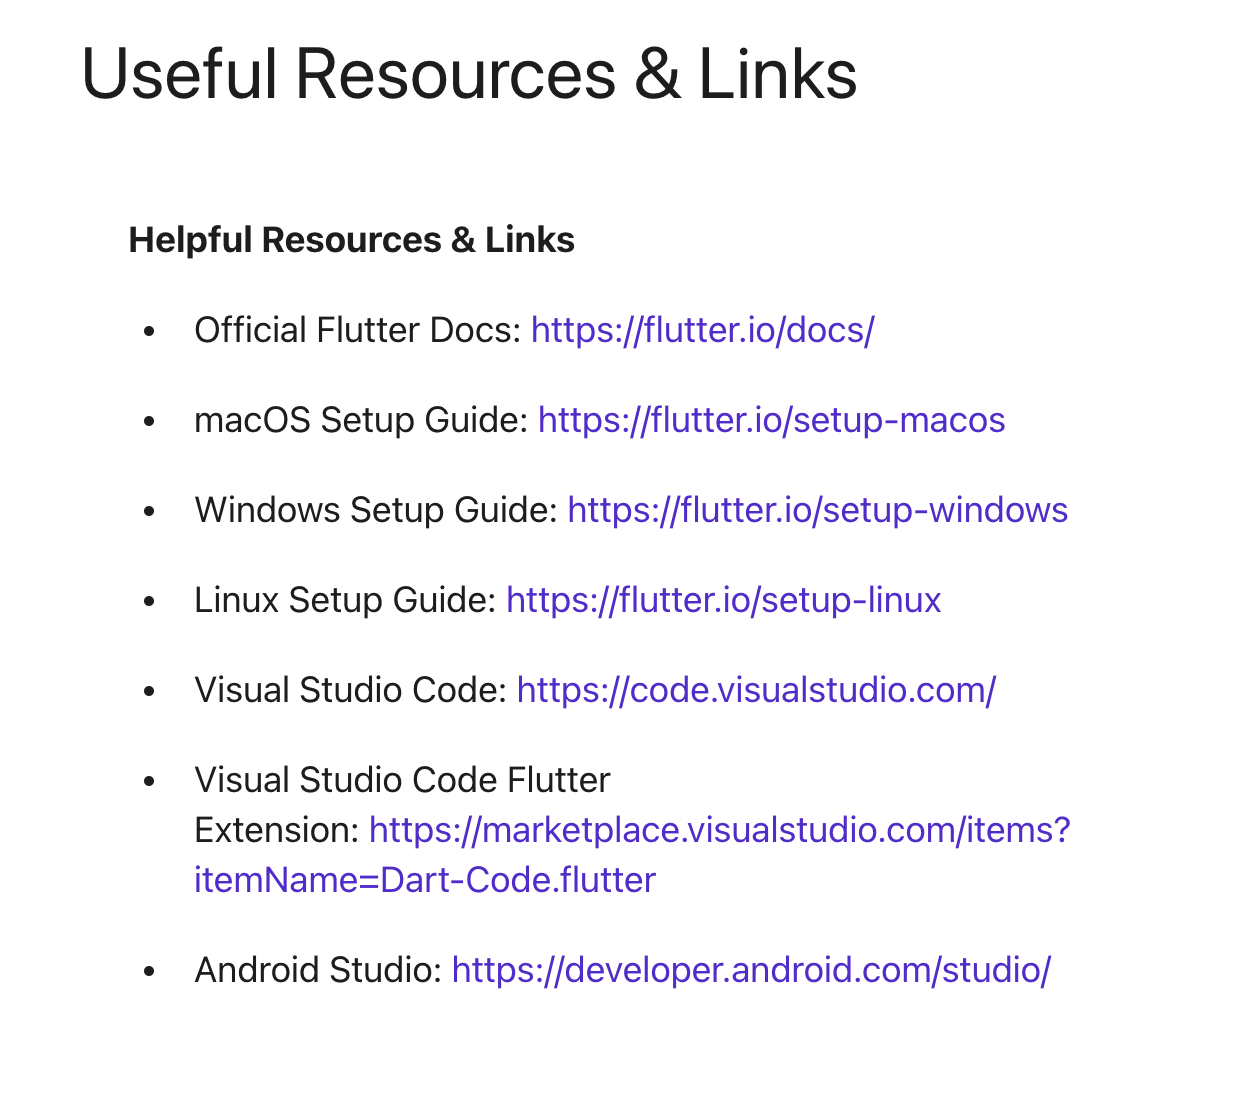 Useful Resources & Links
Helpful Resources & Links
• Official Flutter Docs: https://flutter.io/docs/
• macOS Setup Guide: https://flutter.io/setup-macos
• Windows Setup Guide: https://flutter.io/setup-windows
• Linux Setup Guide: https://flutter.io/setup-linux
• Visual Studio Code: https://code.visualstudio.com/
• Visual Studio Code Flutter
Extension: https://marketplace.visualstudio.com/items?
itemName=Dart-Code.flutter
• Android Studio: https://developer.android.com/studio/